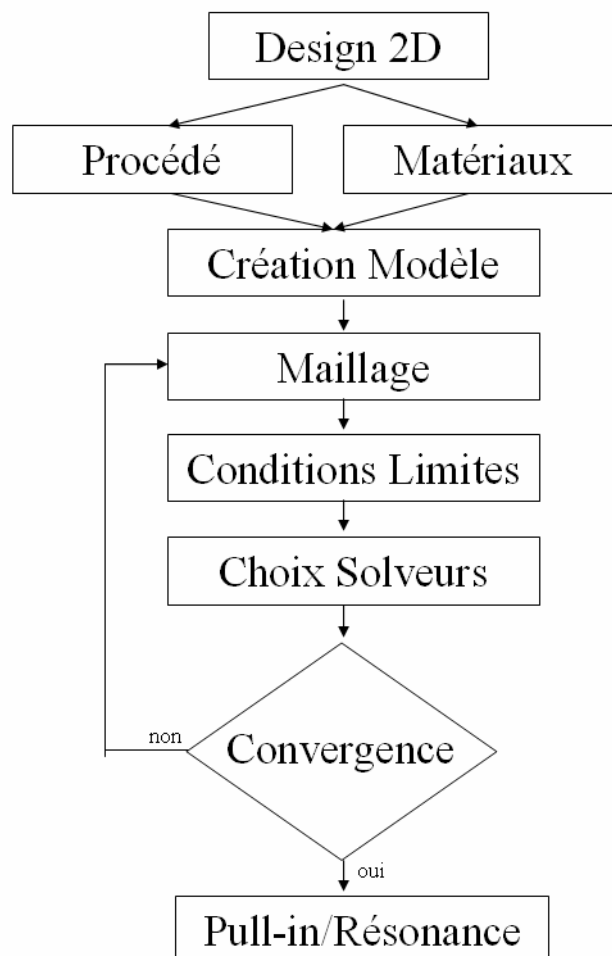 Design 2D
Procédé
Matériaux
Création Modèle
Maillage
Conditions Limites
Choix Solveurs
Convergence
non
oui
Pull-in/Résonance